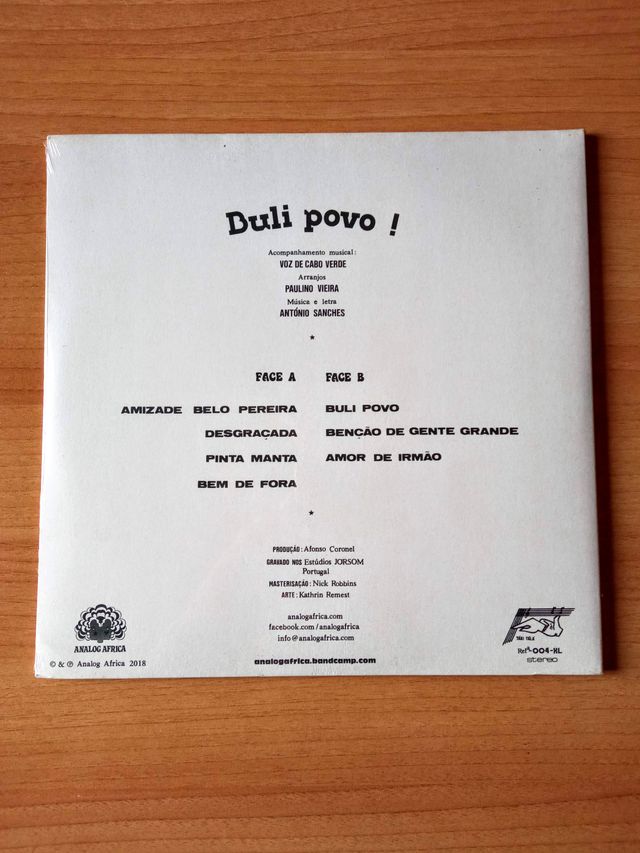 Buli povo !
Acompanhamento musical:
VOZ DE CABO VERDE
Arranjos
PAULINO VIEIRA
Música e letra
ANTÓNIO SANCHES
FACE A
AMIZADE BELO PEREIRA
DESGRAÇADA
PINTA MANTA
BEM DE FORA
FACE B
BULI POVO
BENÇÃO DE GENTE GRANDE
AMOR DE IRMÃO
PRODUÇÃO: Afonso Coronel
GRAVADO NOS Estúdios JORSOM
Portugal
MASTERISAÇÃO: Nick Robbins
ARTE: Kathrin Remest
analogafrica.com
facebook.com/analogafrica
info@analogafrica.com
analogafrica.bandcamp.com
ANALOG AFRICA
© & ℗ Analog Africa 2018
Refª-004-XL
stereo